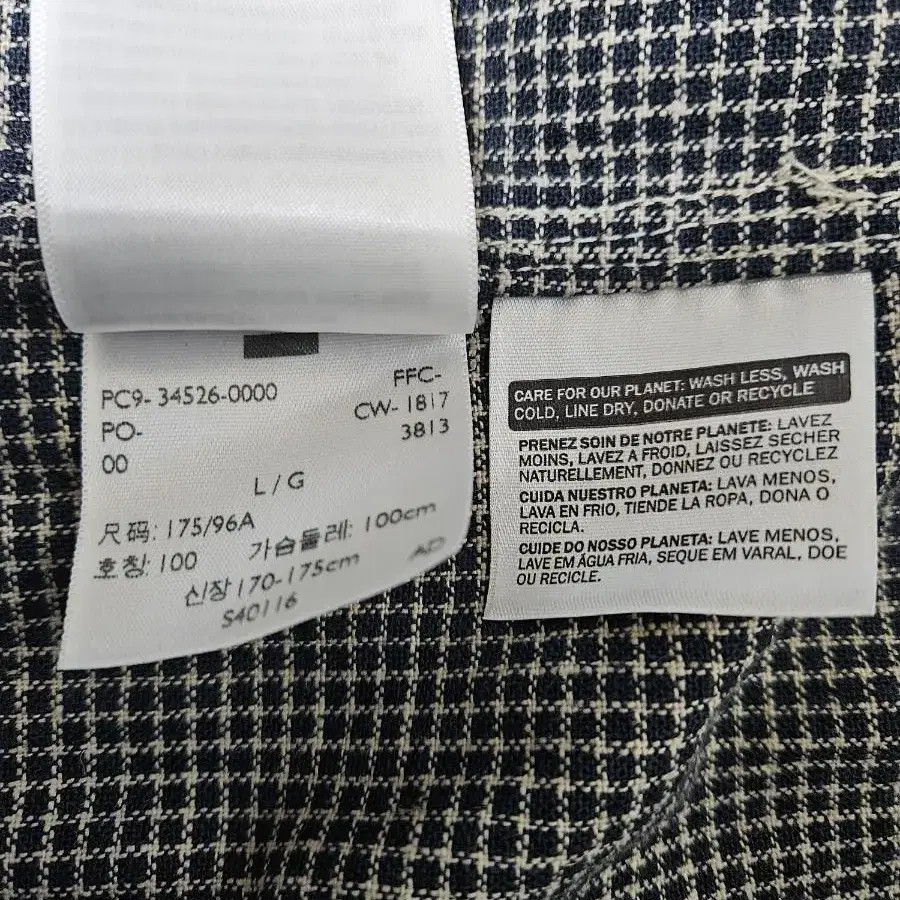 PC9- 34526-0000
FFC-
PO-
CW- 1817
00
3813
L / G
尺码: 175/96A
호칭: 100 가슴둘레: 100cm
신장 170-175cm AD
S40116
CARE FOR OUR PLANET: WASH LESS, WASH
COLD, LINE DRY, DONATE OR RECYCLE
PRENEZ SOIN DE NOTRE PLANETE: LAVEZ
MOINS, LAVEZ A FROID, LAISSEZ SECHER
NATURELLEMENT, DONNEZ OU RECYCLEZ
CUIDA NUESTRO PLANETA: LAVA MENOS,
LAVA EN FRIO, TIENDE LA ROPA, DONA O
RECICLA.
CUIDE DO NOSSO PLANETA: LAVE MENOS,
LAVE EM ÁGUA FRIA, SEQUE EM VARAL, DOE
OU RECICLE.